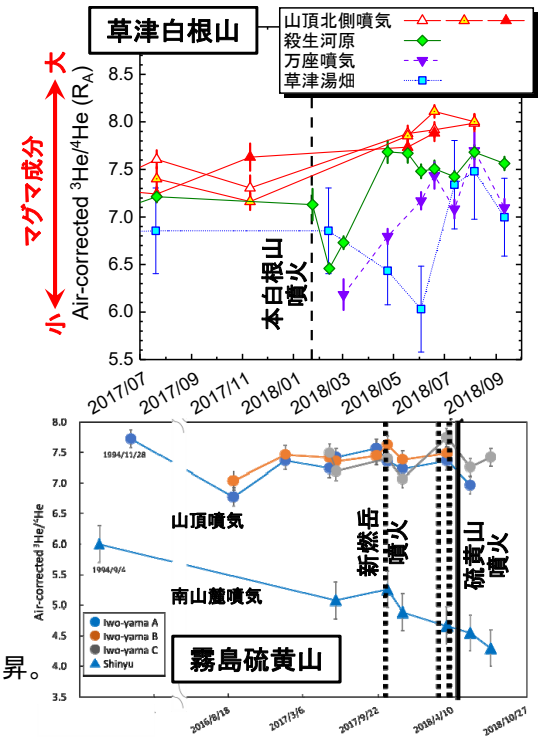 草津白根山
山頂北側噴気
殺生河原
万座噴気
草津湯畑
大
マグマ成分
小
Air-corrected ³He/⁴He (R_A)
8.5
8.0
7.5
7.0
6.5
6.0
5.5
本白根山
噴火
2017/07
2017/09
2017/11
2018/01
2018/03
2018/05
2018/07
2018/09
Air-corrected ³He/⁴He
8.0
7.5
7.0
6.5
6.0
5.5
5.0
4.5
4.0
3.5
1994/11/28
山頂噴気
1994/9/4
南山麓噴気
新燃岳
噴火
硫黄山
噴火
Iwo-yama A
Iwo-yama B
Iwo-yama C
Shinyu
霧島硫黄山
昇。
2016/8/18
2017/3/6
2017/9/22
2018/4/10
2018/10/27